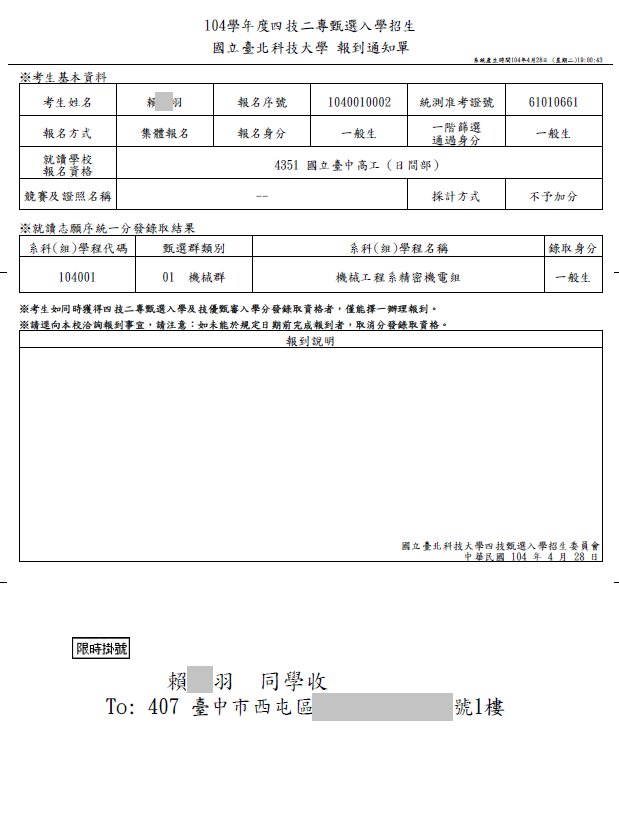 104學年度四技二專甄選入學招生
國立臺北科技大學 報到通知單
系統產生時間104年4月28日 (星期二)19:00:43
※考生基本資料
考生姓名 賴 羽 報名序號 1040010002 統測准考證號 61010661
報名方式 集體報名 報名身分 一般生 一階篩選通過身分 一般生
就讀學校報名資格 4351 國立臺中高工(日間部)
競賽及證照名稱 -- 採計方式 不予加分
※就讀志願序統一分發錄取結果
系科(組)學程代碼 甄選群類別 系科(組)學程名稱 錄取身分
104001 01 機械群 機械工程系精密機電組 一般生
※考生如同時獲得四技二專甄選入學及技優甄審入學分發錄取資格者，僅能擇一辦理報到。
※請逕向本校洽詢報到事宜，請注意：如未能於規定日期前完成報到者，取消分發錄取資格。
報到說明
國立臺北科技大學四技甄選入學招生委員會
中華民國 104 年 4 月 28 日
限時掛號
賴 羽 同學收
To: 407 臺中市西屯區 號1樓